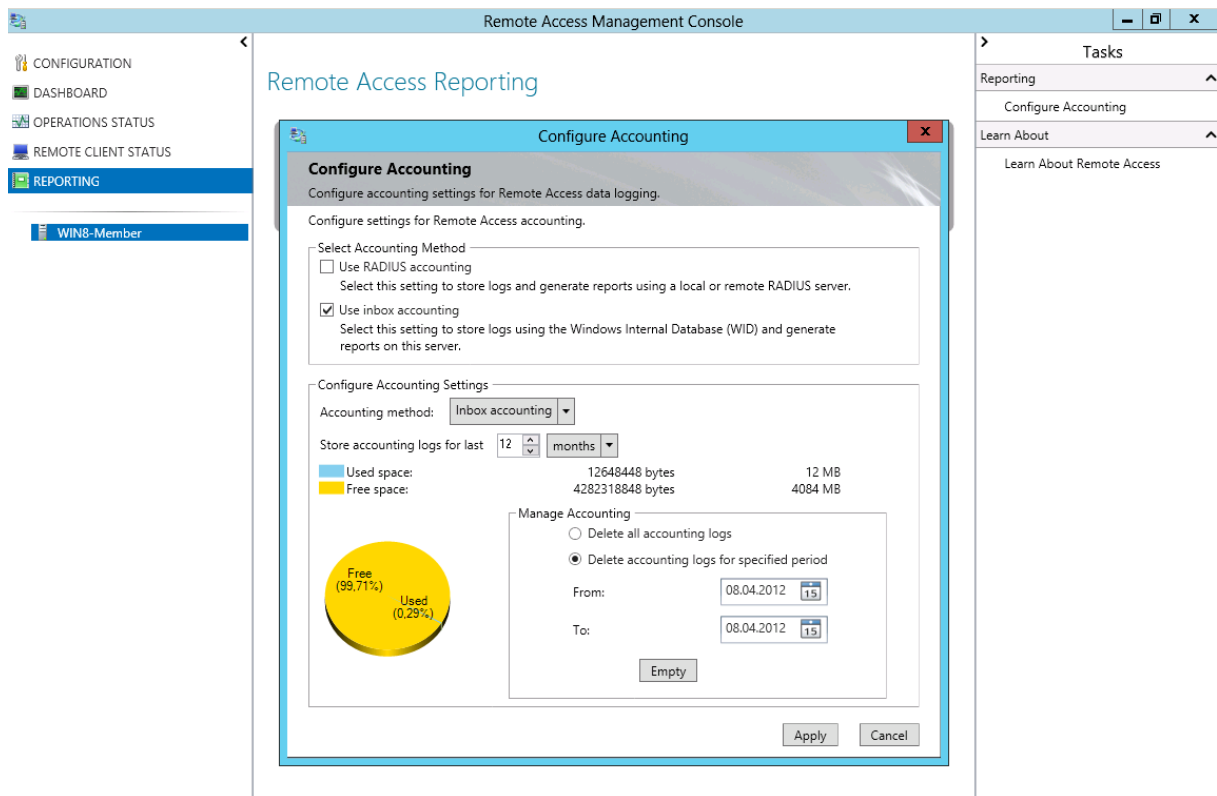 Remote Access Management Console
CONFIGURATION
DASHBOARD
OPERATIONS STATUS
REMOTE CLIENT STATUS
REPORTING
WIN8-Member
Remote Access Reporting
Configure Accounting
Configure Accounting
Configure accounting settings for Remote Access data logging.
Configure settings for Remote Access accounting.
Select Accounting Method
Use RADIUS accounting
Select this setting to store logs and generate reports using a local or remote RADIUS server.
Use inbox accounting
Select this setting to store logs using the Windows Internal Database (WID) and generate
reports on this server.
Configure Accounting Settings
Accounting method: Inbox accounting
Store accounting logs for last 12 months
Used space: 12648448 bytes 12 MB
Free space: 4282318848 bytes 4084 MB
Free
(99,71%)
Used
(0,29%)
Manage Accounting
Delete all accounting logs
Delete accounting logs for specified period
From: 08.04.2012 15
To: 08.04.2012 15
Empty
Apply Cancel
Tasks
Reporting
Configure Accounting
Learn About
Learn About Remote Access